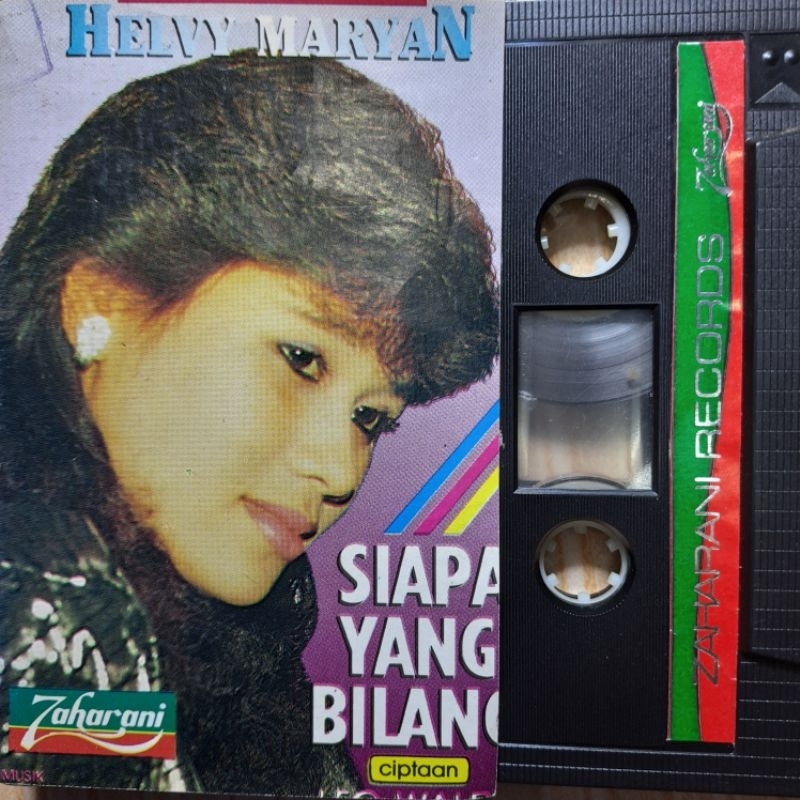 HELVY MARYAN
SIAPA
YANG
BILANG
Zaharani
ciptaan
MUSIK
Zaharani
ZAHARANI RECORDS